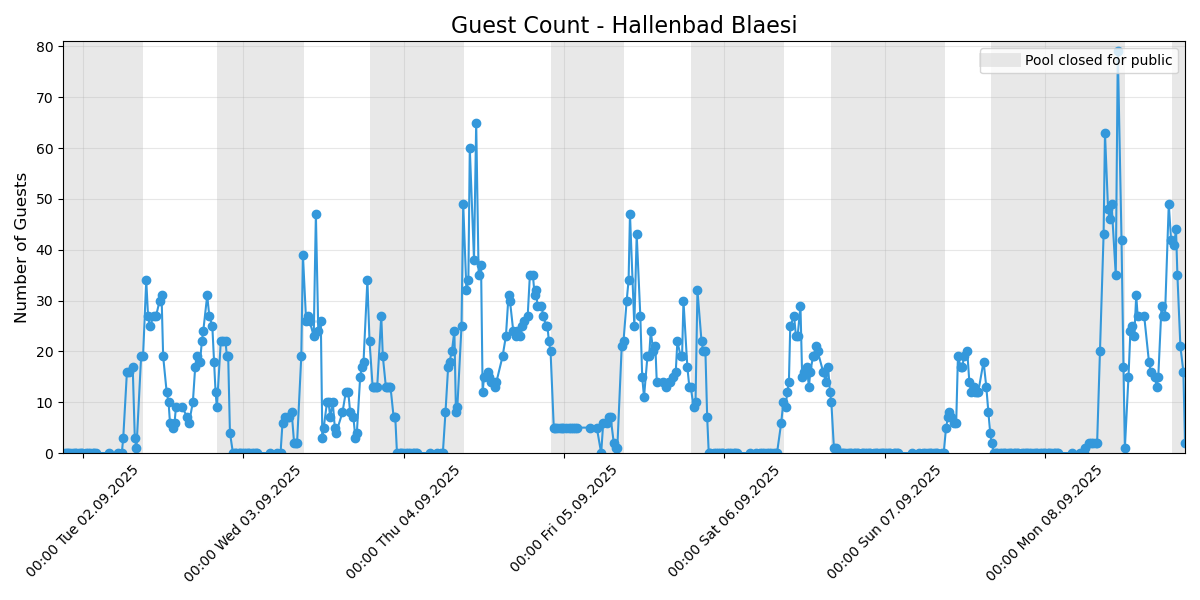 Guest Count - Hallenbad Blaesi
Pool closed for public
Number of Guests
80
70
60
50
40
30
20
10
0
00:00 Tue 02.09.2025
00:00 Wed 03.09.2025
00:00 Thu 04.09.2025
00:00 Fri 05.09.2025
00:00 Sat 06.09.2025
00:00 Sun 07.09.2025
00:00 Mon 08.09.2025